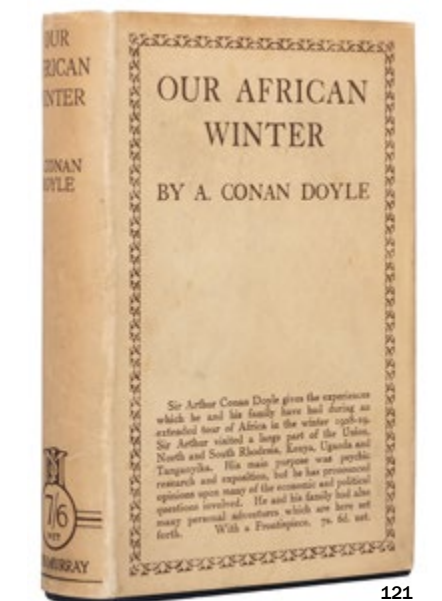 OUR
RICAN
INTER
CONAN
OYLE
7/6
NET
MURRAY
OUR AFRICAN
WINTER
BY A. CONAN DOYLE
Sir Arthur Conan Doyle gives the experiences
which he and his family have had during an
extended tour of Africa in the winter 1928-29.
Sir Arthur visited a large part of the Union,
North and South Rhodesia, Kenya, Uganda and
Tanganyika. His main purpose was psychic
research and exposition, but he has pronounced
opinions upon many of the economic and political
questions involved. He and his family had also
many personal adventures which are here set
forth. With a Frontispiece. 7s. 6d. net.
121